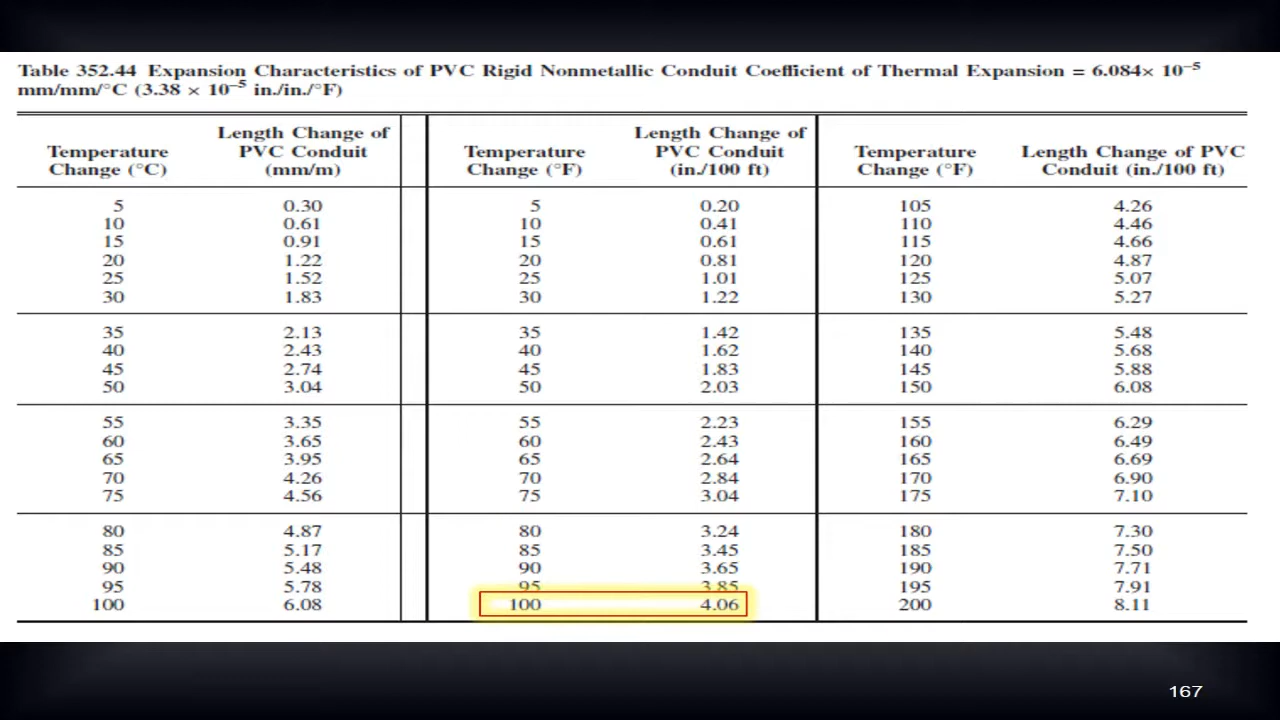 Table 352.44 Expansion Characteristics of PVC Rigid Nonmetallic Conduit Coefficient of Thermal Expansion = 6.084× 10⁻⁵
mm/mm/°C (3.38 × 10⁻⁵ in./in./°F)
Temperature Change (°C) Length Change of PVC Conduit (mm/m) Temperature Change (°F) Length Change of PVC Conduit (in./100 ft) Temperature Change (°F) Length Change of PVC Conduit (in./100 ft)
5 0.30 5 0.20 105 4.26
10 0.61 10 0.41 110 4.46
15 0.91 15 0.61 115 4.66
20 1.22 20 0.81 120 4.87
25 1.52 25 1.01 125 5.07
30 1.83 30 1.22 130 5.27
35 2.13 35 1.42 135 5.48
40 2.43 40 1.62 140 5.68
45 2.74 45 1.83 145 5.88
50 3.04 50 2.03 150 6.08
55 3.35 55 2.23 155 6.29
60 3.65 60 2.43 160 6.49
65 3.95 65 2.64 165 6.69
70 4.26 70 2.84 170 6.90
75 4.56 75 3.04 175 7.10
80 4.87 80 3.24 180 7.30
85 5.17 85 3.45 185 7.50
90 5.48 90 3.65 190 7.71
95 5.78 95 3.85 195 7.91
100 6.08 100 4.06 200 8.11
167